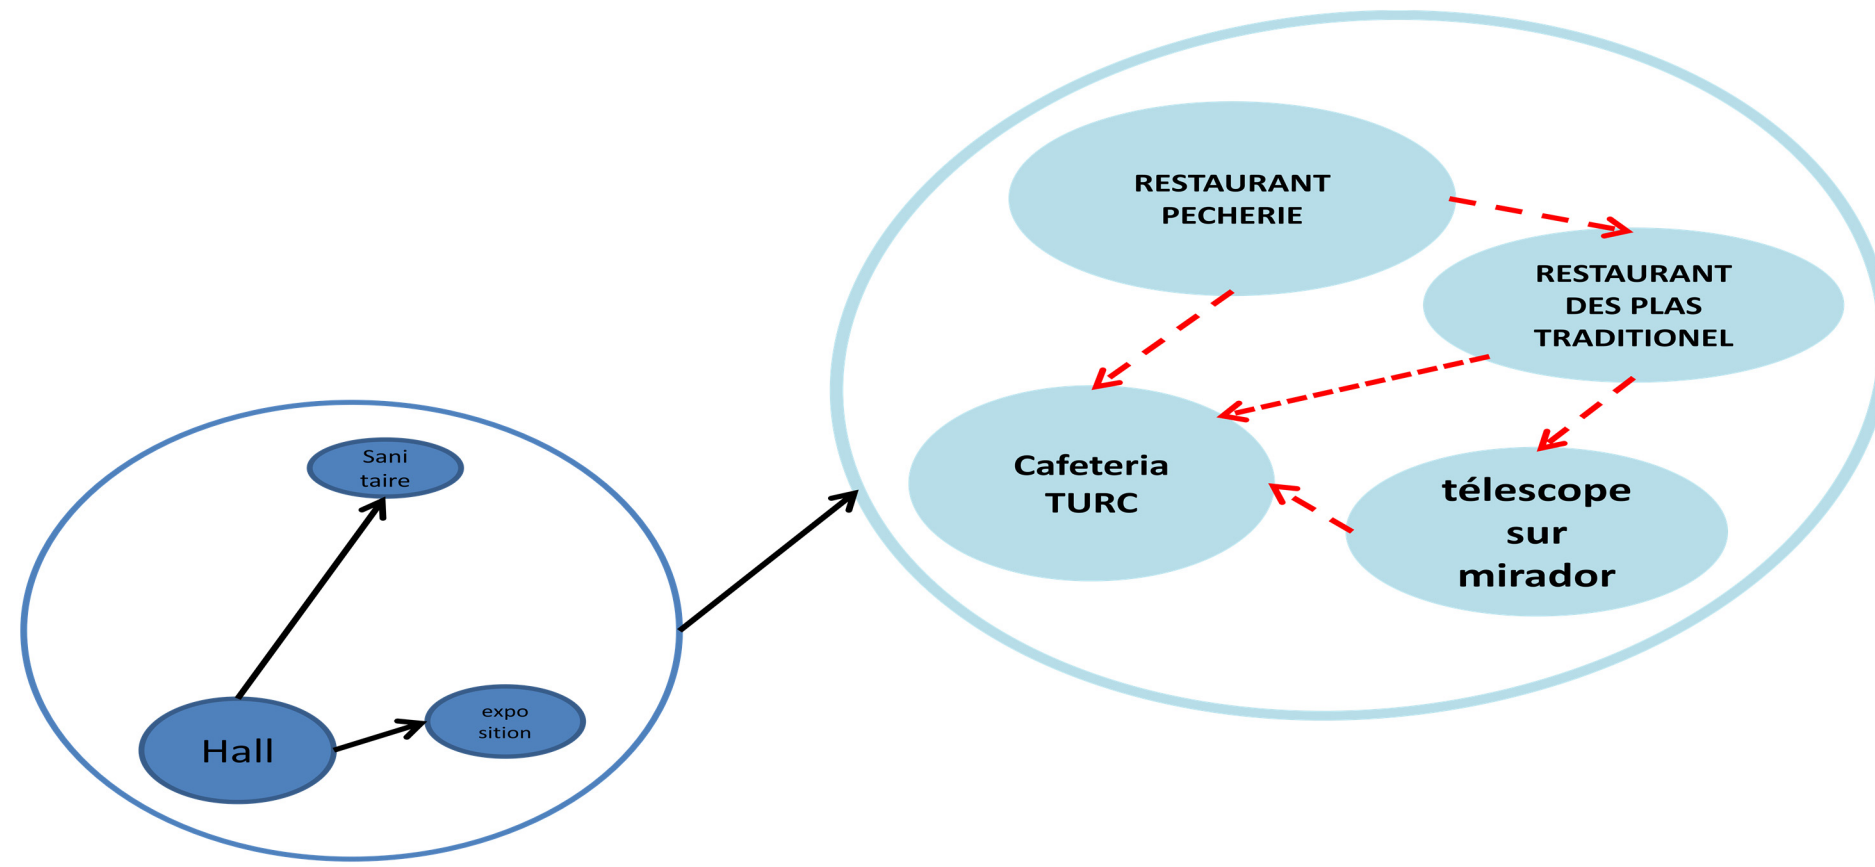 RESTAURANT
PECHERIE
RESTAURANT
DES PLAS
TRADITIONEL
Cafeteria
TURC
télescope
sur
mirador
Sani
taire
expo
sition
Hall